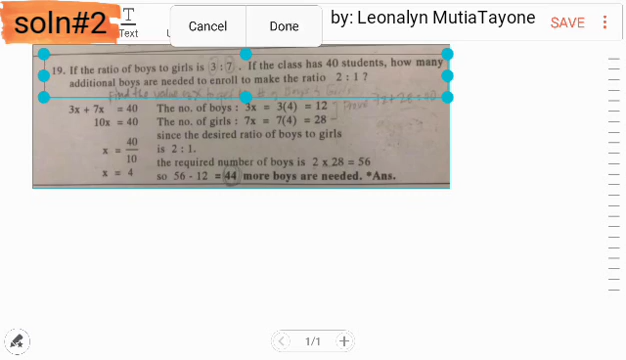 soln#2
Text
Cancel
Done
by: Leonalyn MutiaTayone
SAVE
19. If the ratio of boys to girls is 3 : 7 . If the class has 40 students, how many
additional boys are needed to enroll to make the ratio 2 : 1 ?
find the value of x
3x + 7x = 40 The no. of boys : 3x = 3(4) = 12
10x = 40 The no. of girls : 7x = 7(4) = 28
since the desired ratio of boys to girls
x = 40/10 is 2 : 1.
the required number of boys is 2 x 28 = 56
x = 4 so 56 - 12 = 44 more boys are needed. *Ans.
1/1